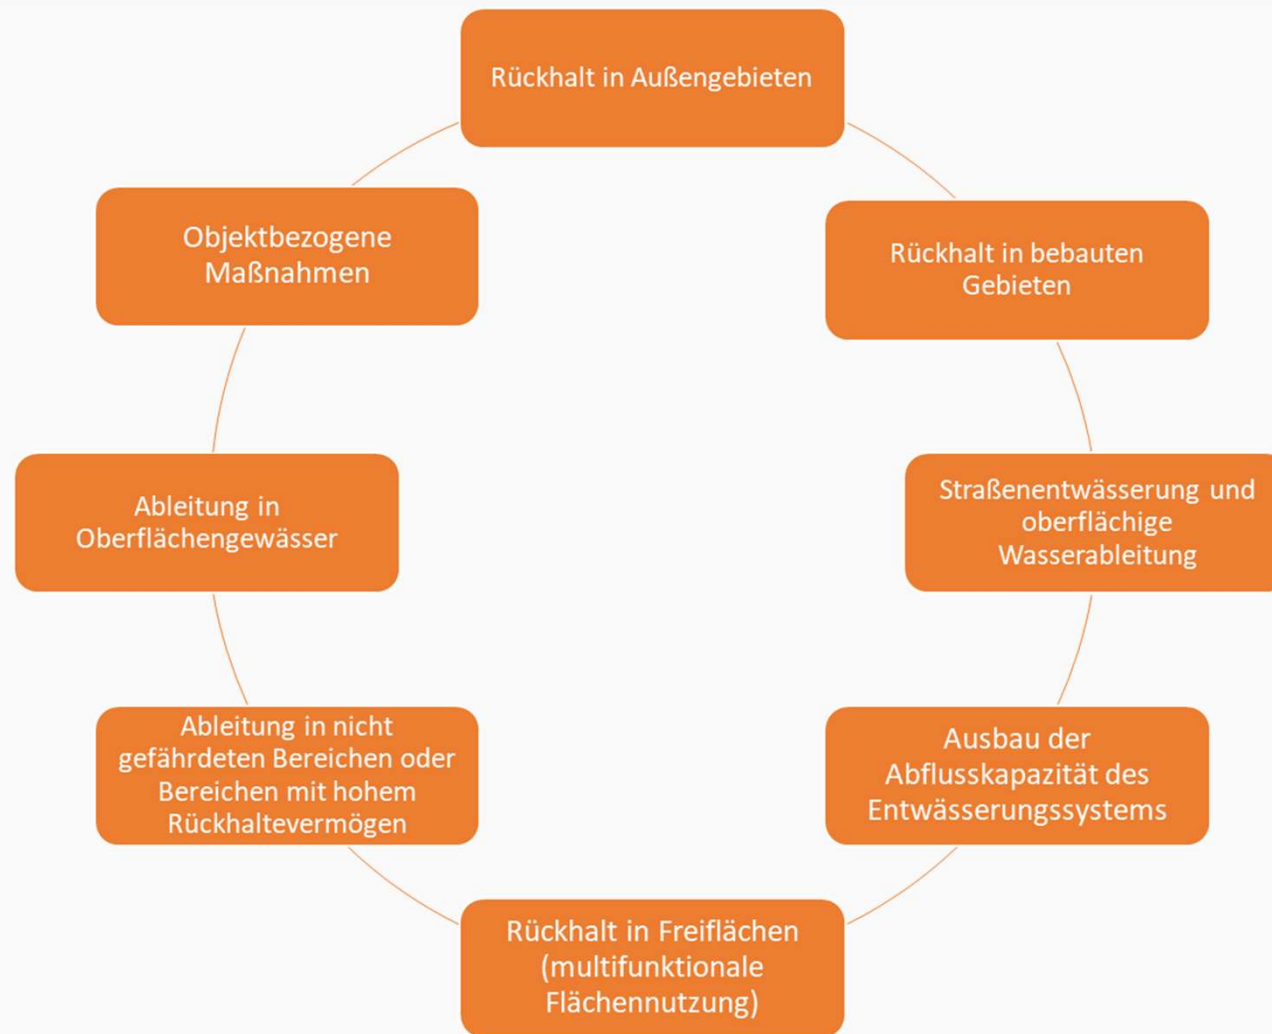 Rückhalt in Außengebieten
Rückhalt in bebauten
Gebieten
Straßenentwässerung und
oberflächige
Wasserableitung
Ausbau der
Abflusskapazität des
Entwässerungssystems
Rückhalt in Freiflächen
(multifunktionale
Flächennutzung)
Ableitung in nicht
gefährdeten Bereichen oder
Bereichen mit hohem
Rückhaltevermögen
Ableitung in
Oberflächengewässer
Objektbezogene
Maßnahmen